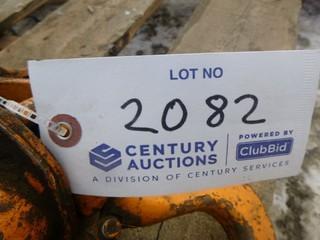 LOT NO
2082
CENTURY AUCTIONS
POWERED BY
ClubBid
A DIVISION OF CENTURY SERVICES